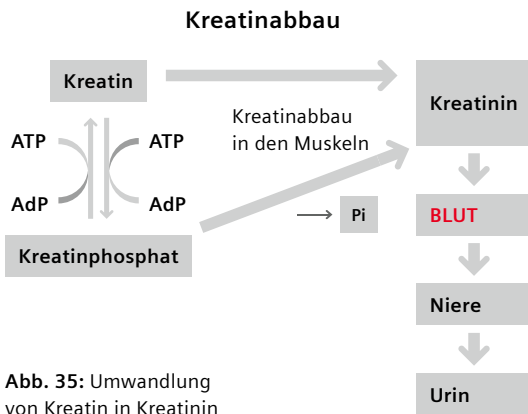 Kreatinabbau
Kreatin
Kreatinin
Kreatinabbau
in den Muskeln
ATP
ATP
AdP
AdP
Pi
BLUT
Kreatinphosphat
Niere
Abb. 35: Umwandlung
von Kreatin in Kreatinin
Urin